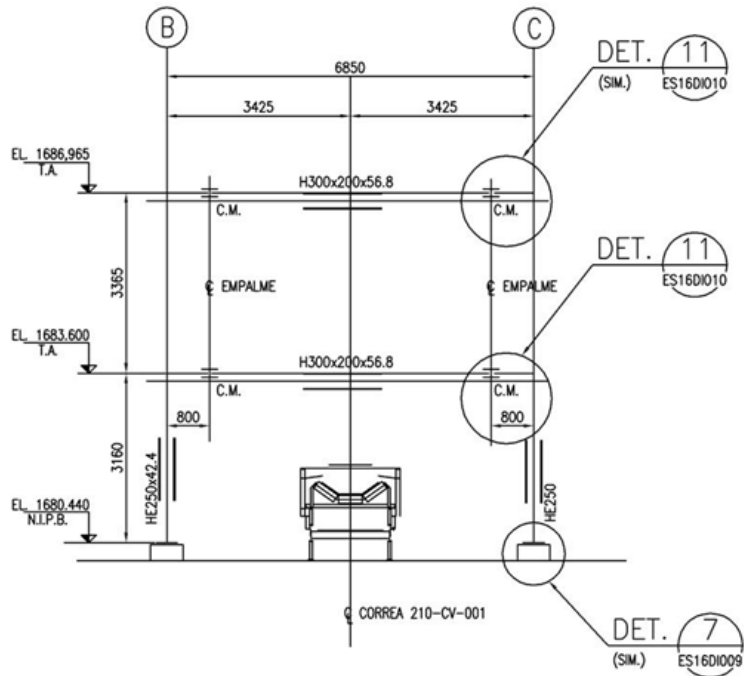 B
C
6850
3425
3425
DET. 11
(SIM.) ES16DI010
EL. 1686,965
T.A.
H300x200x56.8
C.M.
C.M.
3365
℄ EMPALME
℄ EMPALME
DET. 11
ES16DI010
EL. 1683.600
T.A.
H300x200x56.8
C.M.
C.M.
800
800
3160
HE250x42.4
HE250
EL. 1680.440
N.I.P.B.
℄ CORREA 210-CV-001
DET. 7
(SIM.) ES16DI009